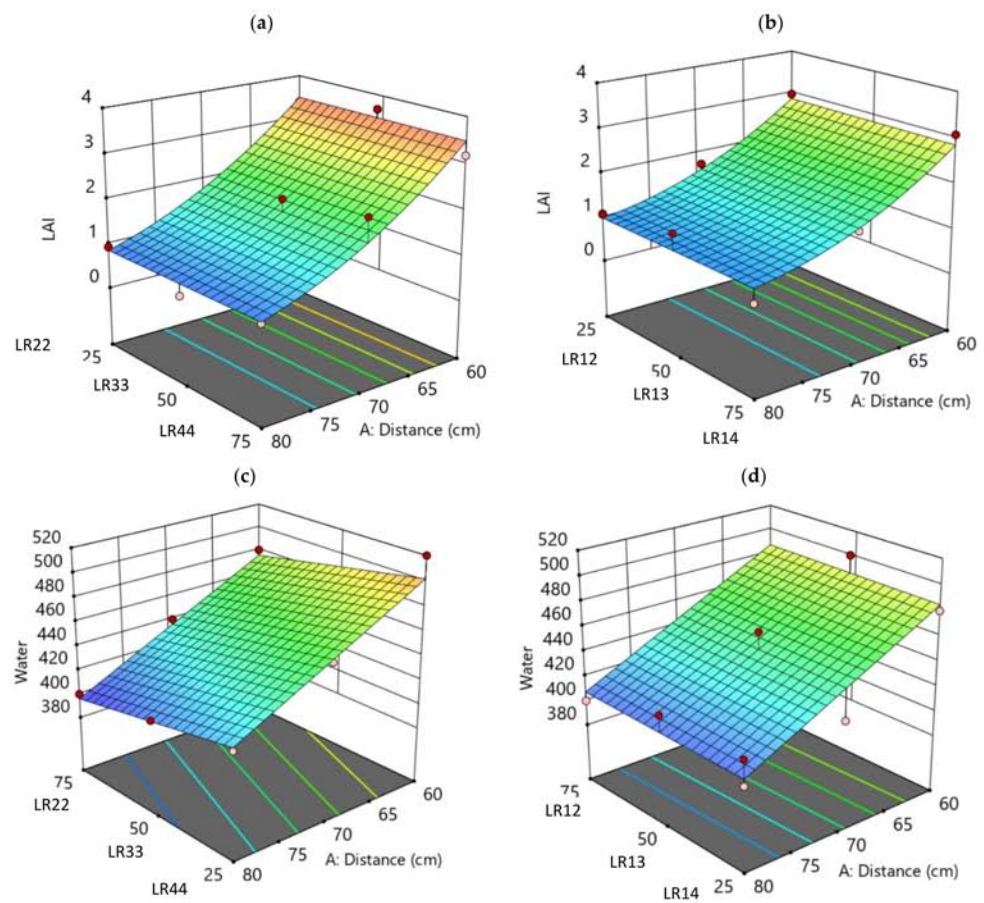 (a)
4
3
2
1
0
LAI
LR22
25
LR33
50
LR44
75
80
75
70
65
60
A: Distance (cm)
(b)
4
3
2
1
0
LAI
25
LR12
50
LR13
75
LR14
80
75
70
65
60
A: Distance (cm)
(c)
520
500
480
460
440
420
400
380
Water
75
LR22
50
LR33
25
LR44
80
75
70
65
60
A: Distance (cm)
(d)
520
500
480
460
440
420
400
380
Water
75
LR12
50
LR13
25
LR14
80
75
70
65
60
A: Distance (cm)